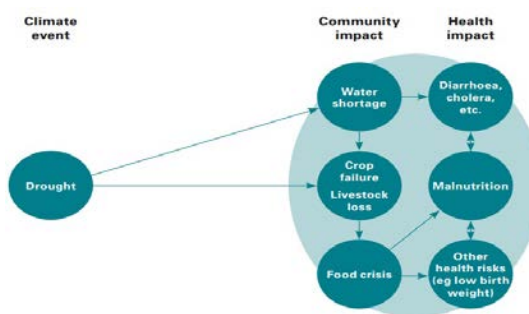 Climate
event
Community
impact
Health
impact
Water
shortage
Diarrhoea,
cholera,
etc.
Drought
Crop
failure
Livestock
loss
Malnutrition
Food crisis
Other
health risks
(eg low birth
weight)